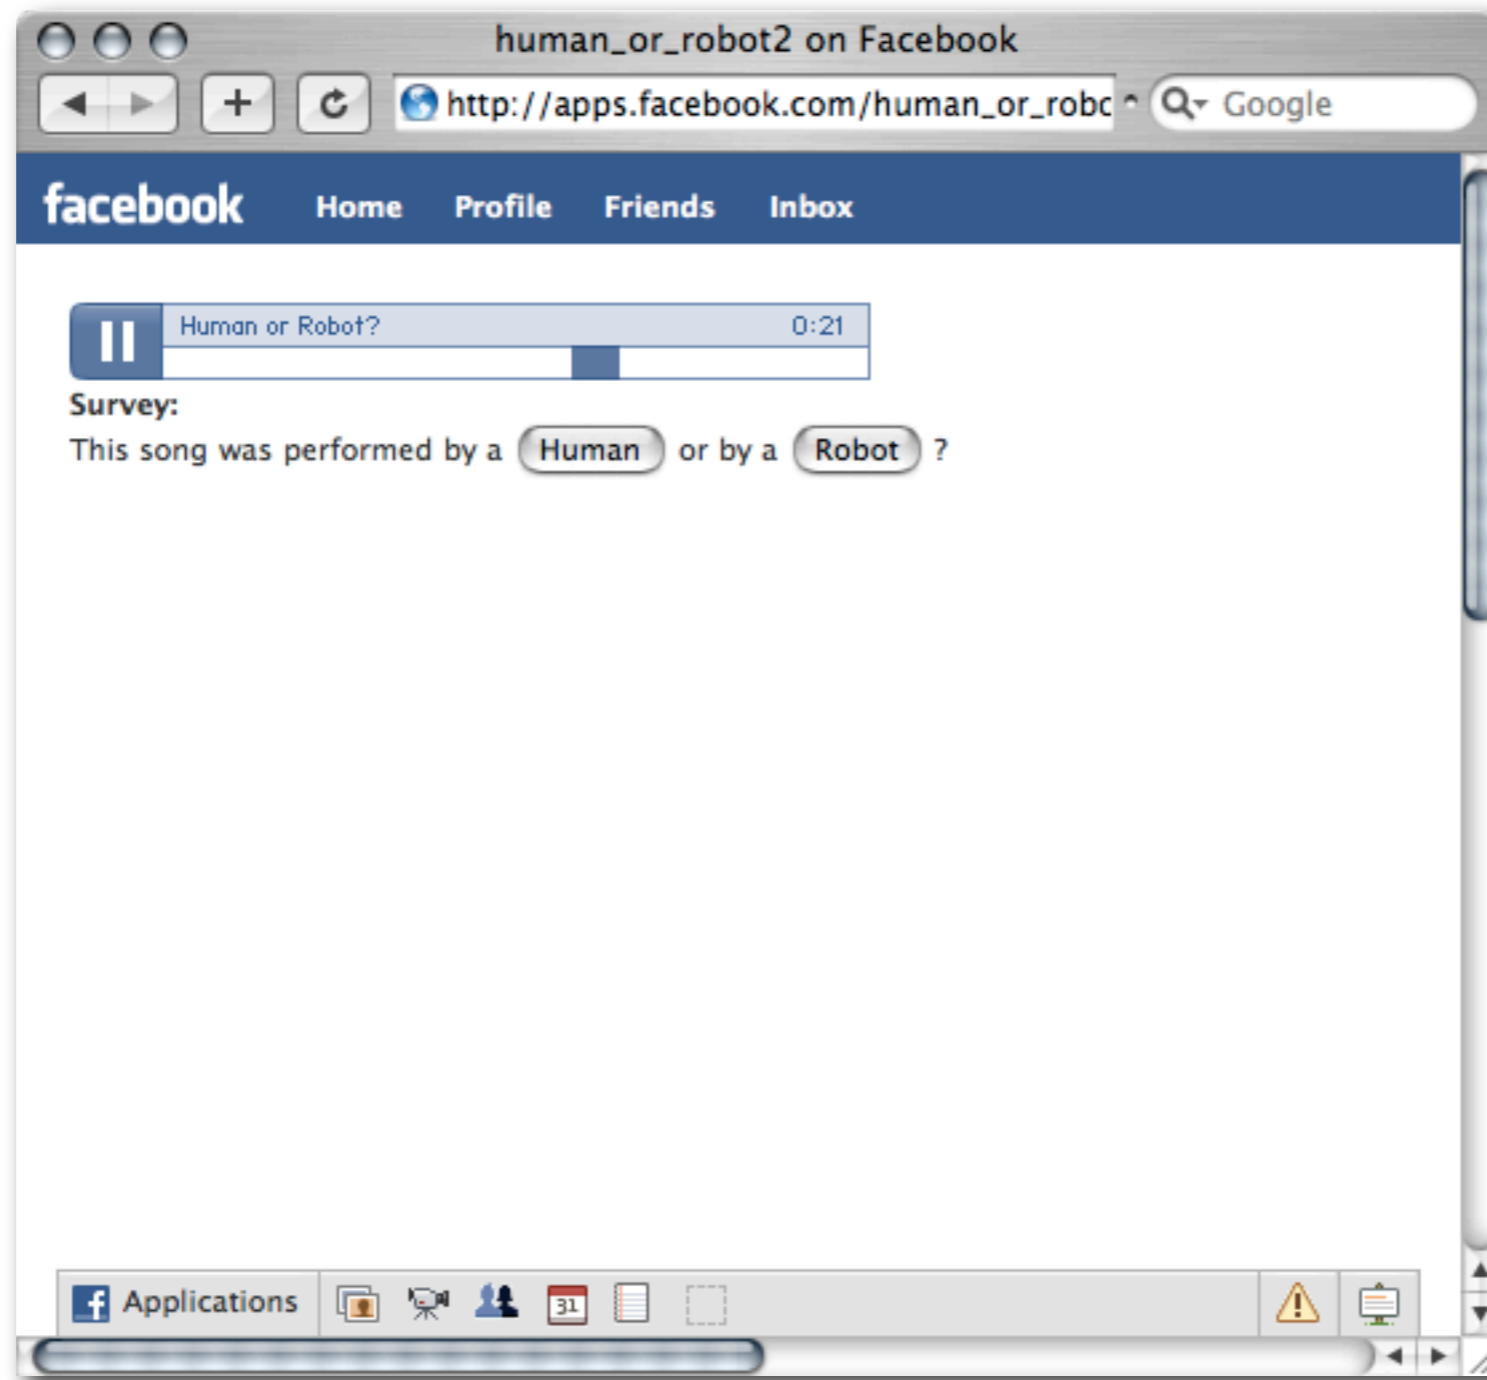 human_or_robot2 on Facebook
http://apps.facebook.com/human_or_robc Google
facebook Home Profile Friends Inbox
Human or Robot? 0:21
Survey:
This song was performed by a Human or by a Robot ?
Applications 31